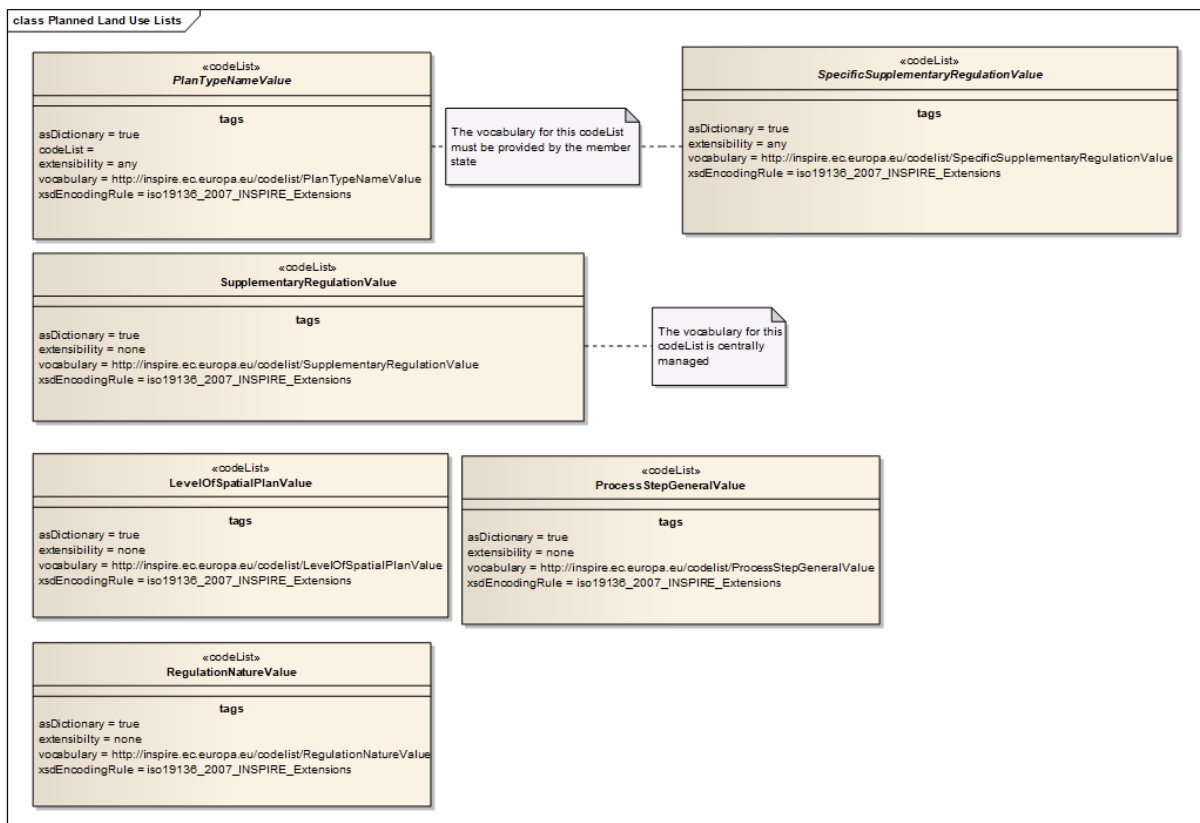 class Planned Land Use Lists
«codeList»
PlanTypeNameValue
tags
asDictionary = true
codeList =
extensibility = any
vocabulary = http://inspire.ec.europa.eu/codelist/PlanTypeNameValue
xsdEncodingRule = iso19136_2007_INSPIRE_Extensions
The vocabulary for this codeList
must be provided by the member
state
«codeList»
SpecificSupplementaryRegulationValue
tags
asDictionary = true
extensibility = any
vocabulary = http://inspire.ec.europa.eu/codelist/SpecificSupplementaryRegulationValue
xsdEncodingRule = iso19136_2007_INSPIRE_Extensions
«codeList»
SupplementaryRegulationValue
tags
asDictionary = true
extensibility = none
vocabulary = http://inspire.ec.europa.eu/codelist/SupplementaryRegulationValue
xsdEncodingRule = iso19136_2007_INSPIRE_Extensions
The vocabulary for this
codeList is centrally
managed
«codeList»
LevelOfSpatialPlanValue
tags
asDictionary = true
extensibility = none
vocabulary = http://inspire.ec.europa.eu/codelist/LevelOfSpatialPlanValue
xsdEncodingRule = iso19136_2007_INSPIRE_Extensions
«codeList»
ProcessStepGeneralValue
tags
asDictionary = true
extensibility = none
vocabulary = http://inspire.ec.europa.eu/codelist/ProcessStepGeneralValue
xsdEncodingRule = iso19136_2007_INSPIRE_Extensions
«codeList»
RegulationNatureValue
tags
asDictionary = true
extensibilty = none
vocabulary = http://inspire.ec.europa.eu/codelist/RegulationNatureValue
xsdEncodingRule = iso19136_2007_INSPIRE_Extensions